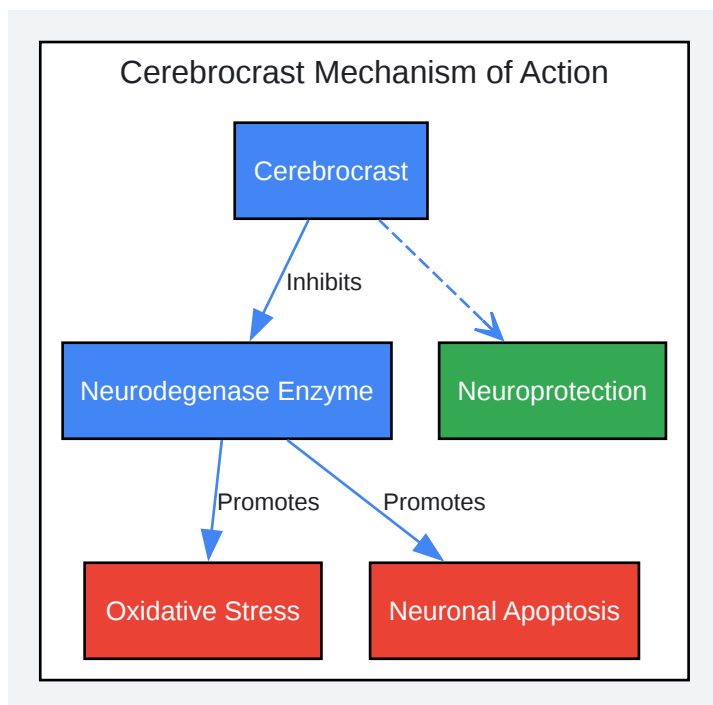 Cerebrocrast Mechanism of Action
Cerebrocrast
Inhibits
Neurodegenase Enzyme
Neuroprotection
Promotes
Promotes
Oxidative Stress
Neuronal Apoptosis